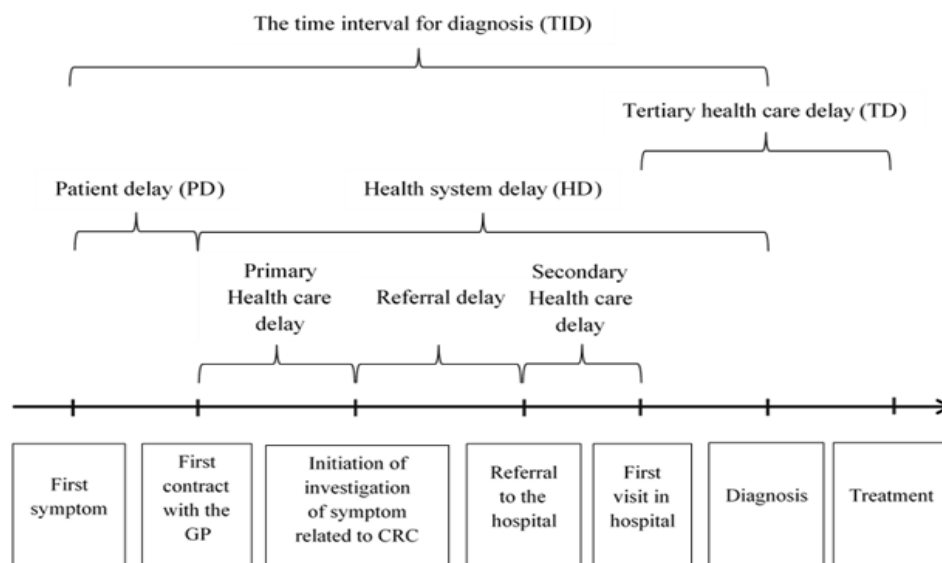 The time interval for diagnosis (TID)
Tertiary health care delay (TD)
Patient delay (PD)
Health system delay (HD)
Primary
Health care
delay
Referral delay
Secondary
Health care
delay
First
symptom
First
contract
with the
GP
Initiation of
investigation
of symptom
related to CRC
Referral
to the
hospital
First
visit in
hospital
Diagnosis
Treatment